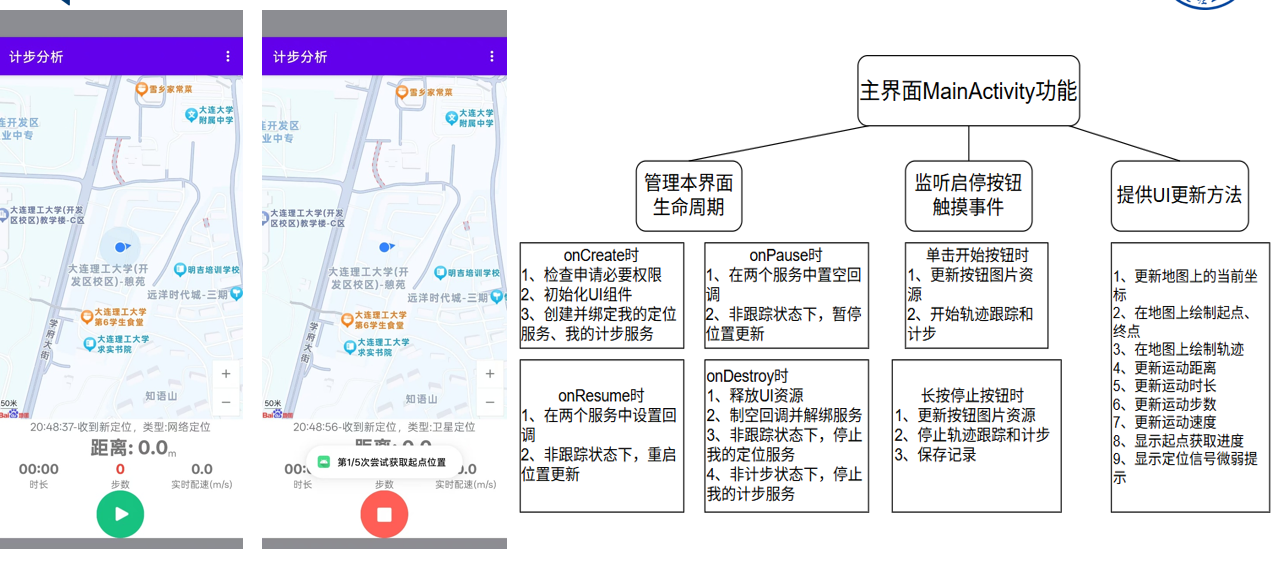 计步分析
雪乡家常菜
大连大学
附属中学
连开发区
业中专
大连理工大学(开发
区校区)教学楼-C区
大连理工大学(开
发区校区)-憩苑
明吉培训学校
远洋时代城-三期
大连理工大学
第6学生食堂
大连理工大学
求实书院
学府大街
知语山
50米
Bai 地图
20:48:37-收到新定位，类型:网络定位
距离: 0.0m
00:00
0
0.0
时长
步数
实时配速(m/s)
计步分析
雪乡家常菜
大连大学
附属中学
连开发区
业中专
大连理工大学(开发
区校区)教学楼-C区
大连理工大学(开
发区校区)-憩苑
明吉培训学校
远洋时代城-三期
大连理工大学
第6学生食堂
大连理工大学
求实书院
学府大街
知语山
50米
Bai 地图
20:48:56-收到新定位，类型:卫星定位
距离: 0.0
第1/5次尝试获取起点位置
00:
0.0
时长
步数
实时配速(m/s)
主界面MainActivity功能
管理本界面
生命周期
监听启停按钮
触摸事件
提供UI更新方法
onCreate时
1、检查申请必要权限
2、初始化UI组件
3、创建并绑定我的定位
服务、我的计步服务
onPause时
1、在两个服务中置空回
调
2、非跟踪状态下，暂停
位置更新
单击开始按钮时
1、更新按钮图片资
源
2、开始轨迹跟踪和
计步
1、更新地图上的当前坐
标
2、在地图上绘制起点、
终点
3、在地图上绘制轨迹
4、更新运动距离
5、更新运动时长
6、更新运动步数
7、更新运动速度
8、显示起点获取进度
9、显示定位信号微弱提
示
onResume时
1、在两个服务中设置回
调
2、非跟踪状态下，重启
位置更新
onDestroy时
1、释放UI资源
2、制空回调并解绑服务
3、非跟踪状态下，停止
我的定位服务
4、非计步状态下，停止
我的计步服务
长按停止按钮时
1、更新按钮图片资源
2、停止轨迹跟踪和计步
3、保存记录